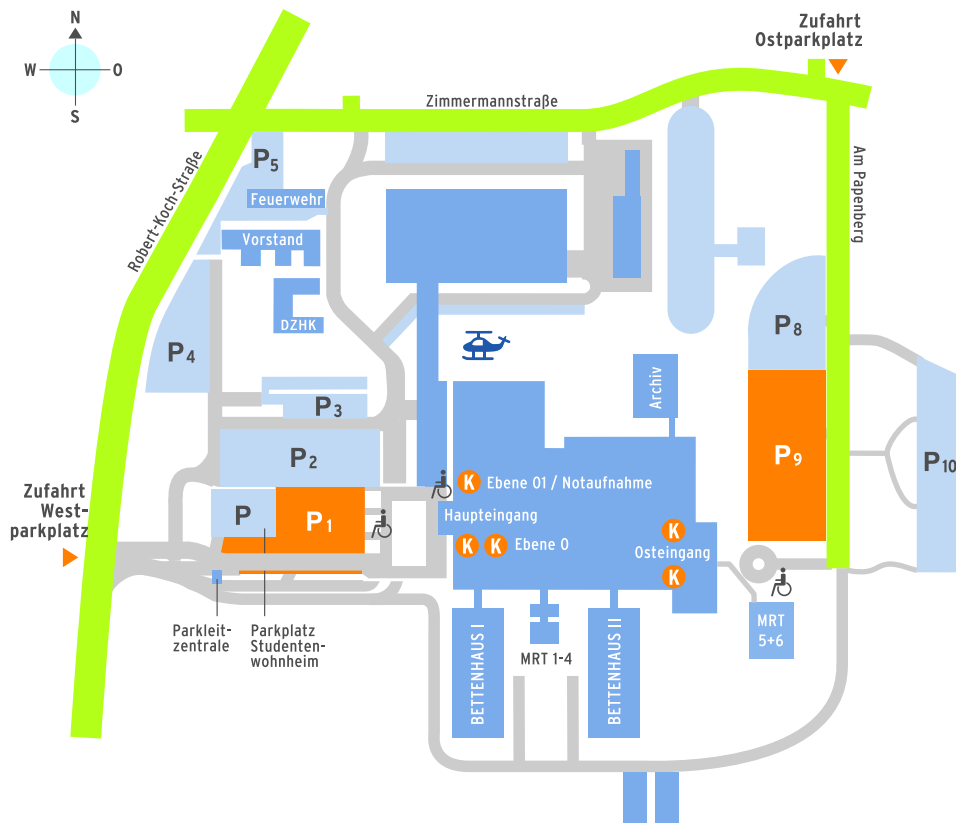 N
W
O
S
Zufahrt
Ostparkplatz
Zimmermannstraße
Robert-Koch-Straße
Am Papenberg
P5
Feuerwehr
Vorstand
DZHK
P4
P3
P2
P
P1
P8
P9
P10
Archiv
Zufahrt
West-
parkplatz
K
Ebene 01 / Notaufnahme
Haupteingang
K
K
Ebene 0
K
Osteingang
K
Parkleit-
zentrale
Parkplatz
Studenten-
wohnheim
BETTENHAUS I
MRT 1-4
BETTENHAUS II
MRT
5+6